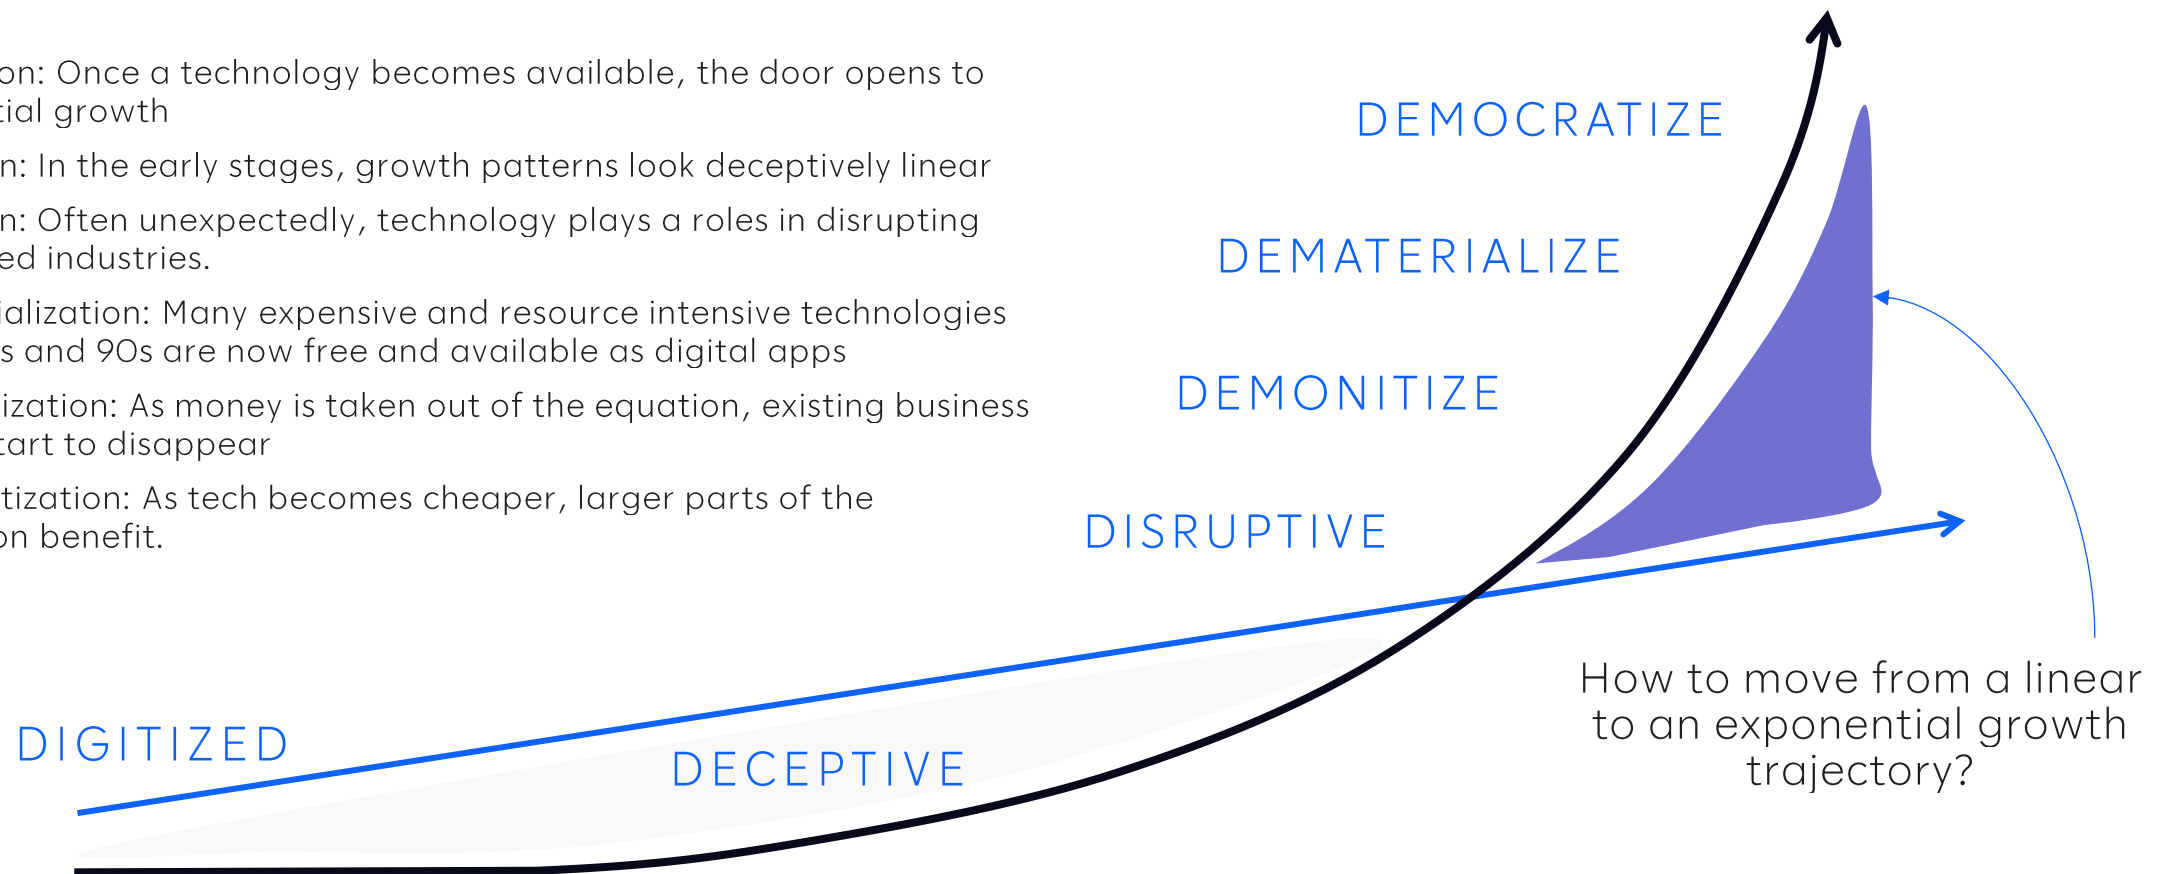 on: Once a technology becomes available, the door opens to
tial growth
n: In the early stages, growth patterns look deceptively linear
n: Often unexpectedly, technology plays a roles in disrupting
ed industries.
ialization: Many expensive and resource intensive technologies
s and 90s are now free and available as digital apps
ization: As money is taken out of the equation, existing business
tart to disappear
tization: As tech becomes cheaper, larger parts of the
on benefit.
DEMOCRATIZE
DEMATERIALIZE
DEMONITIZE
DISRUPTIVE
DIGITIZED
DECEPTIVE
How to move from a linear
to an exponential growth
trajectory?